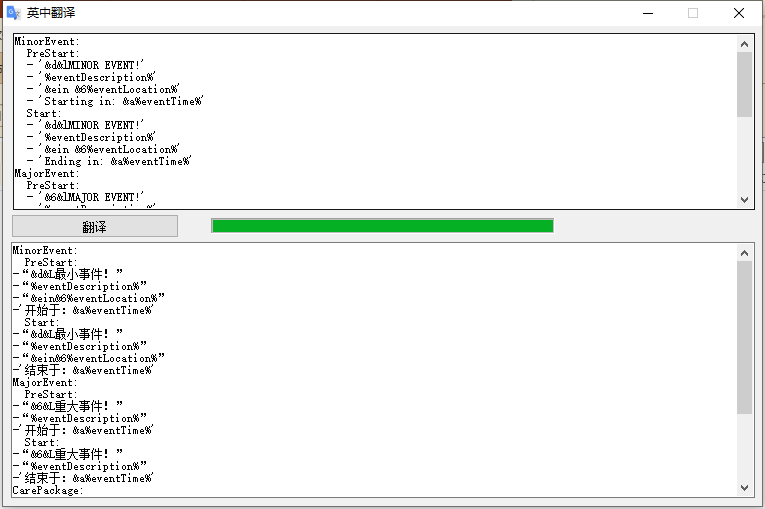 英中翻译
MinorEvent:
  PreStart:
  - '&d&lMINOR EVENT!'
  - '%eventDescription%'
  - '&ein &6%eventLocation%'
  - 'Starting in: &a%eventTime%'
  Start:
  - '&d&lMINOR EVENT!'
  - '%eventDescription%'
  - '&ein &6%eventLocation%'
  - 'Ending in: &a%eventTime%'
MajorEvent:
  PreStart:
  - '&6&lMAJOR EVENT!'
翻译
MinorEvent:
  PreStart:
-“&d&L最小事件！”
-“%eventDescription%”
-“&ein&6%eventLocation%”
-'开始于：&a%eventTime%'
  Start:
-“&d&L最小事件！”
-“%eventDescription%”
-“&ein&6%eventLocation%”
-'结束于：&a%eventTime%'
MajorEvent:
  PreStart:
-“&6&L重大事件！”
-“%eventDescription%”
-'开始于：&a%eventTime%'
  Start:
-“&6&L重大事件！”
-“%eventDescription%”
-'结束于：&a%eventTime%'
CarePackage: